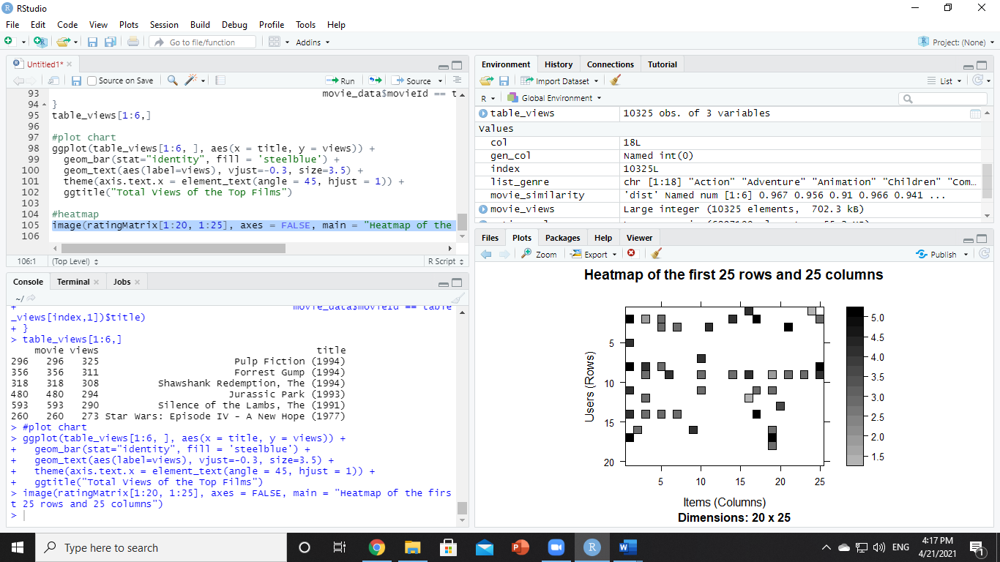 RStudio
File Edit Code View Plots Session Build Debug Profile Tools Help
Go to file/function Addins Project: (None)
Untitled1*
Source on Save Run Source
93 movie_data$movieId == t
94 }
95 table_views[1:6,]
96
97 #plot chart
98 ggplot(table_views[1:6, ], aes(x = title, y = views)) +
99 geom_bar(stat="identity", fill = 'steelblue') +
100 geom_text(aes(label=views), vjust=-0.3, size=3.5) +
101 theme(axis.text.x = element_text(angle = 45, hjust = 1)) +
102 ggtitle("Total Views of the Top Films")
103
104 #heatmap
105 image(ratingMatrix[1:20, 1:25], axes = FALSE, main = "Heatmap of the
106
106:1 (Top Level) R Script
Console Terminal Jobs
~/
+ movie_data$movieId == table
_views[index,1])$title)
+ }
> table_views[1:6,]
movie views title
296 296 325 Pulp Fiction (1994)
356 356 311 Forrest Gump (1994)
318 318 308 Shawshank Redemption, The (1994)
480 480 294 Jurassic Park (1993)
593 593 290 Silence of the Lambs, The (1991)
260 260 273 Star Wars: Episode IV - A New Hope (1977)
> #plot chart
> ggplot(table_views[1:6, ], aes(x = title, y = views)) +
+ geom_bar(stat="identity", fill = 'steelblue') +
+ geom_text(aes(label=views), vjust=-0.3, size=3.5) +
+ theme(axis.text.x = element_text(angle = 45, hjust = 1)) +
+ ggtitle("Total Views of the Top Films")
> image(ratingMatrix[1:20, 1:25], axes = FALSE, main = "Heatmap of the firs
t 25 rows and 25 columns")
>
Environment History Connections Tutorial
Import Dataset List
R Global Environment
table_views 10325 obs. of 3 variables
Values
col 18L
gen_col Named int(0)
index 10325L
list_genre chr [1:18] "Action" "Adventure" "Animation" "Children" "Com…
movie_similarity 'dist' Named num [1:6] 0.967 0.956 0.91 0.966 0.941 ...
movie_views Large integer (10325 elements, 702.3 kB)
Files Plots Packages Help Viewer
Zoom Export Publish
Heatmap of the first 25 rows and 25 columns
Users (Rows)
5
10
15
20
5 10 15 20 25
Items (Columns)
Dimensions: 20 x 25
5.0
4.5
4.0
3.5
3.0
2.5
2.0
1.5
Type here to search
ENG
4:17 PM
4/21/2021
1